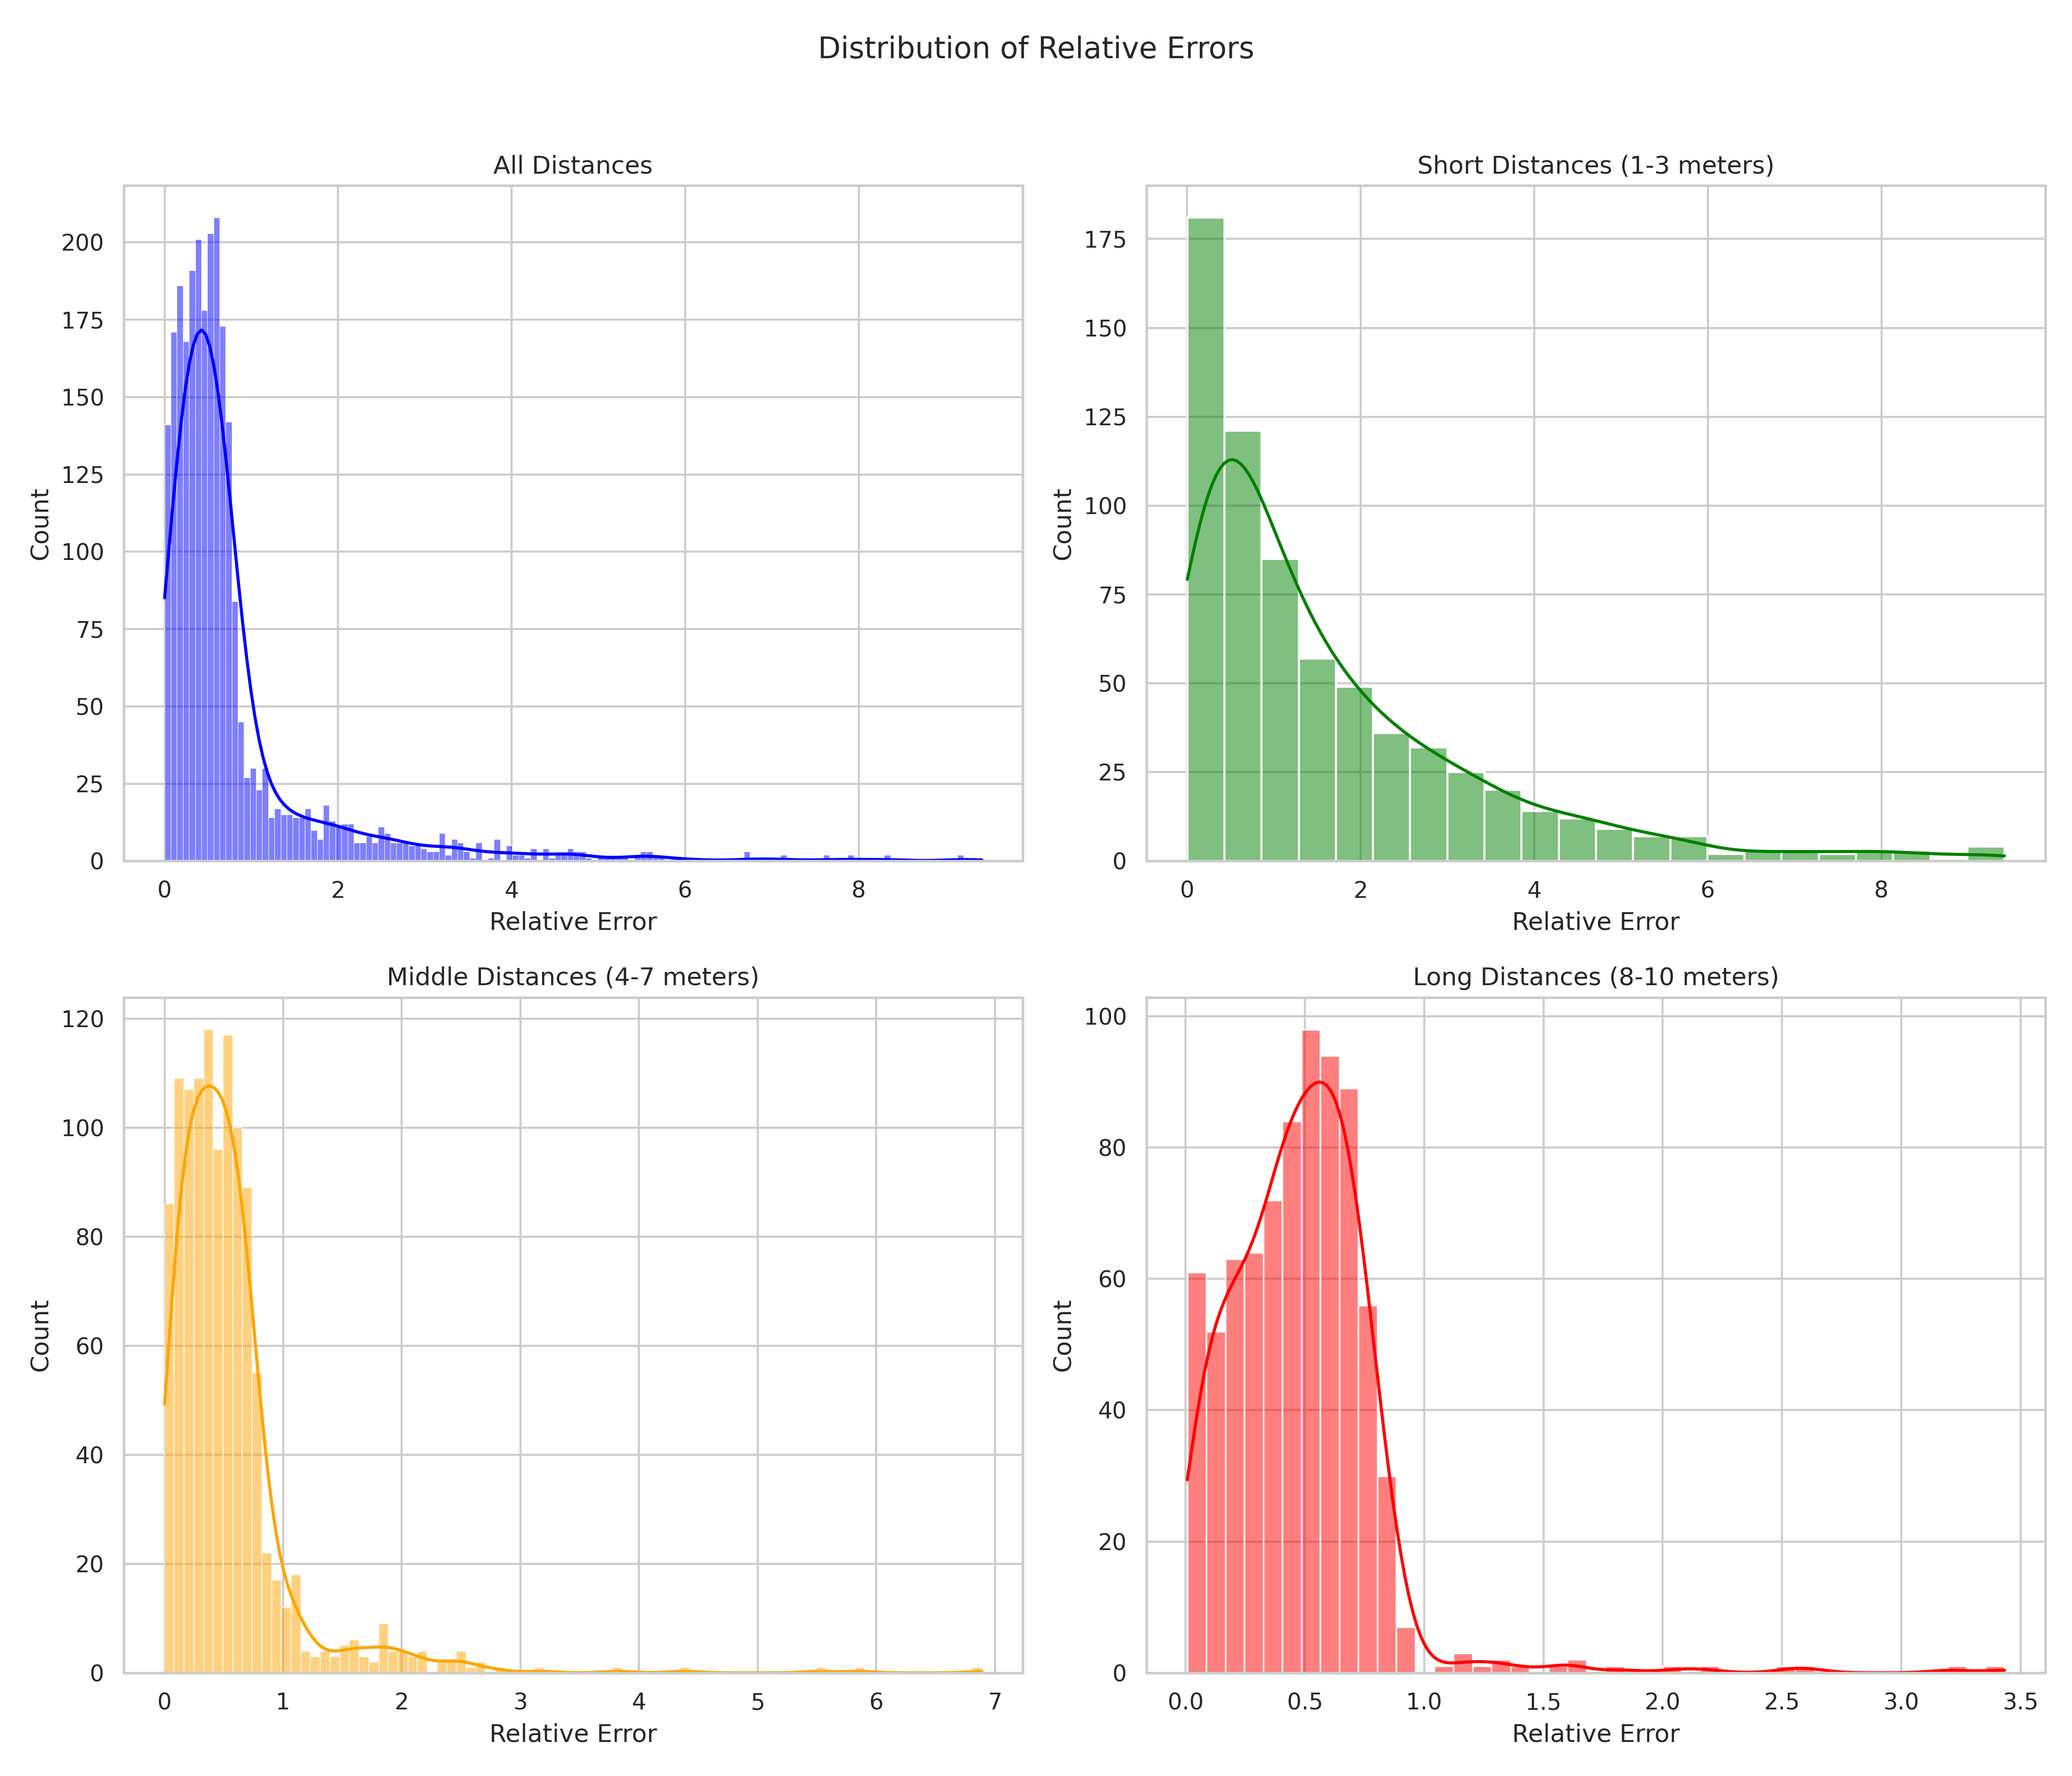 Distribution of Relative Errors
All Distances
Count
200
175
150
125
100
75
50
25
0
0 2 4 6 8
Relative Error
Short Distances (1-3 meters)
Count
175
150
125
100
75
50
25
0
0 2 4 6 8
Relative Error
Middle Distances (4-7 meters)
Count
120
100
80
60
40
20
0
0 1 2 3 4 5 6 7
Relative Error
Long Distances (8-10 meters)
Count
100
80
60
40
20
0
0.0 0.5 1.0 1.5 2.0 2.5 3.0 3.5
Relative Error